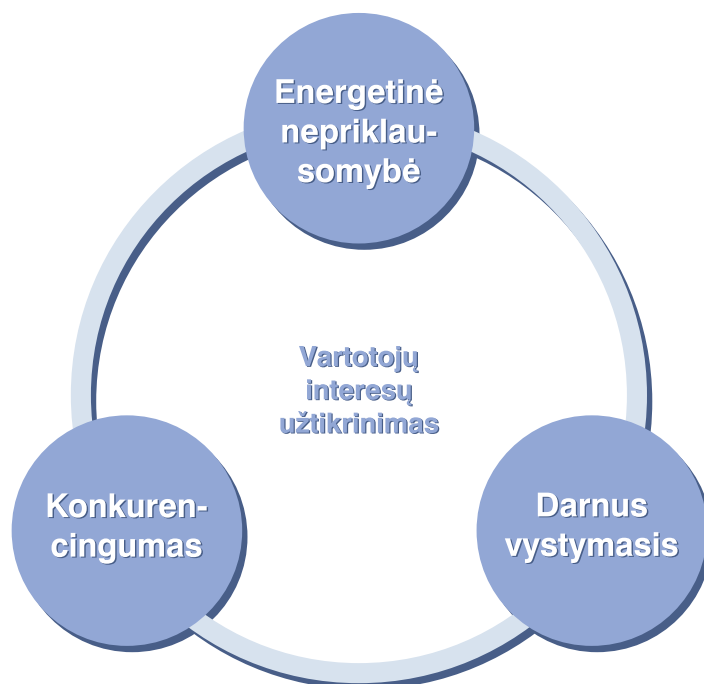 Energetinė
nepriklau-
somybė
Vartotojų
interesų
užtikrinimas
Konkuren-
cingumas
Darnus
vystymasis